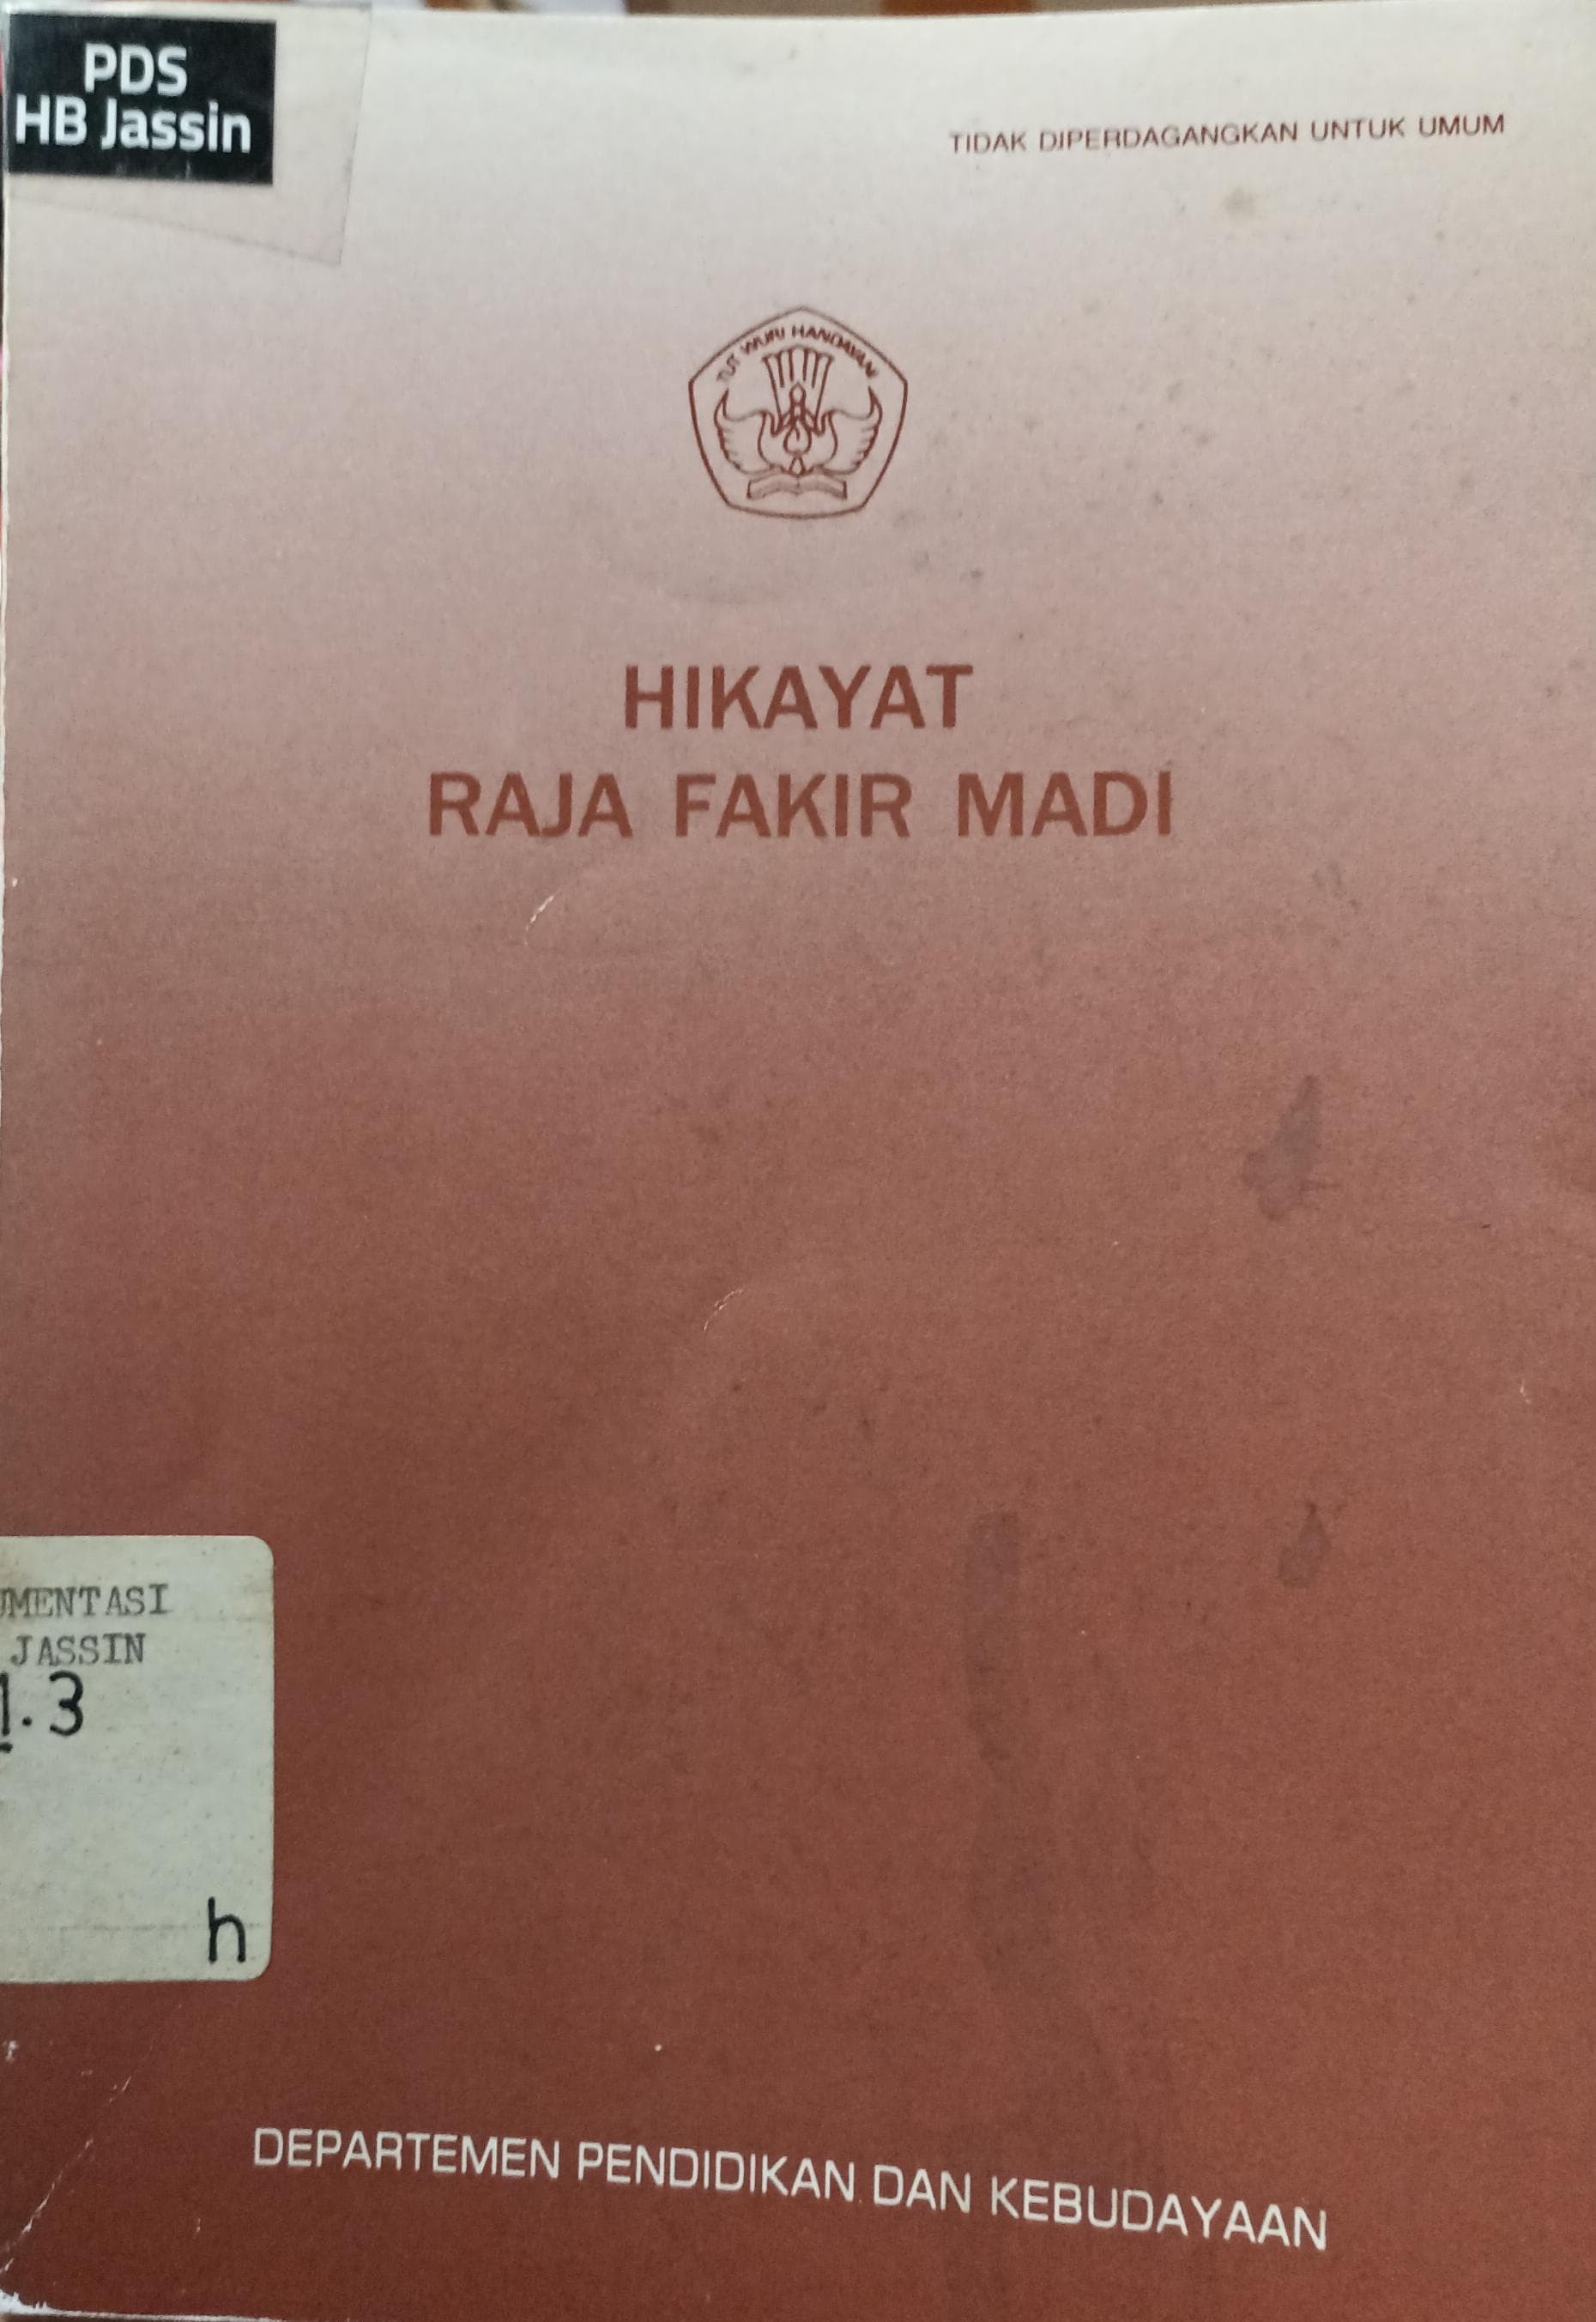 PDS
HB Jassin
TIDAK DIPERDAGANGKAN UNTUK UMUM
TUT WURI HANDAYANI
HIKAYAT
RAJA FAKIR MADI
UMENTASI
JASSIN
1.3
h
DEPARTEMEN PENDIDIKAN DAN KEBUDAYAAN